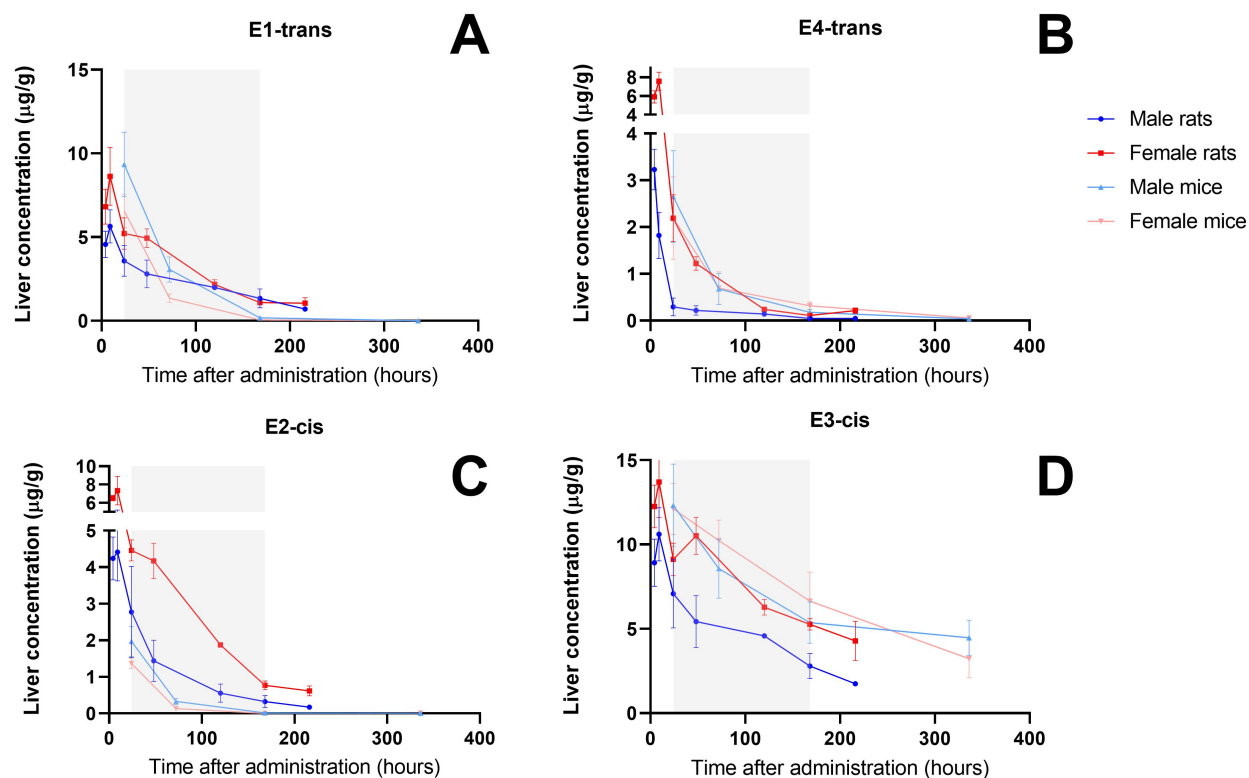 E1-trans
A
Liver concentration (μg/g)
15
10
5
0
0 100 200 300 400
Time after administration (hours)
E4-trans
B
Liver concentration (μg/g)
8
6
4
4
3
2
1
0
0 100 200 300 400
Time after administration (hours)
Male rats
Female rats
Male mice
Female mice
E2-cis
C
Liver concentration (μg/g)
10
8
6
5
4
3
2
1
0
0 100 200 300 400
Time after administration (hours)
E3-cis
D
Liver concentration (μg/g)
15
10
5
0
0 100 200 300 400
Time after administration (hours)